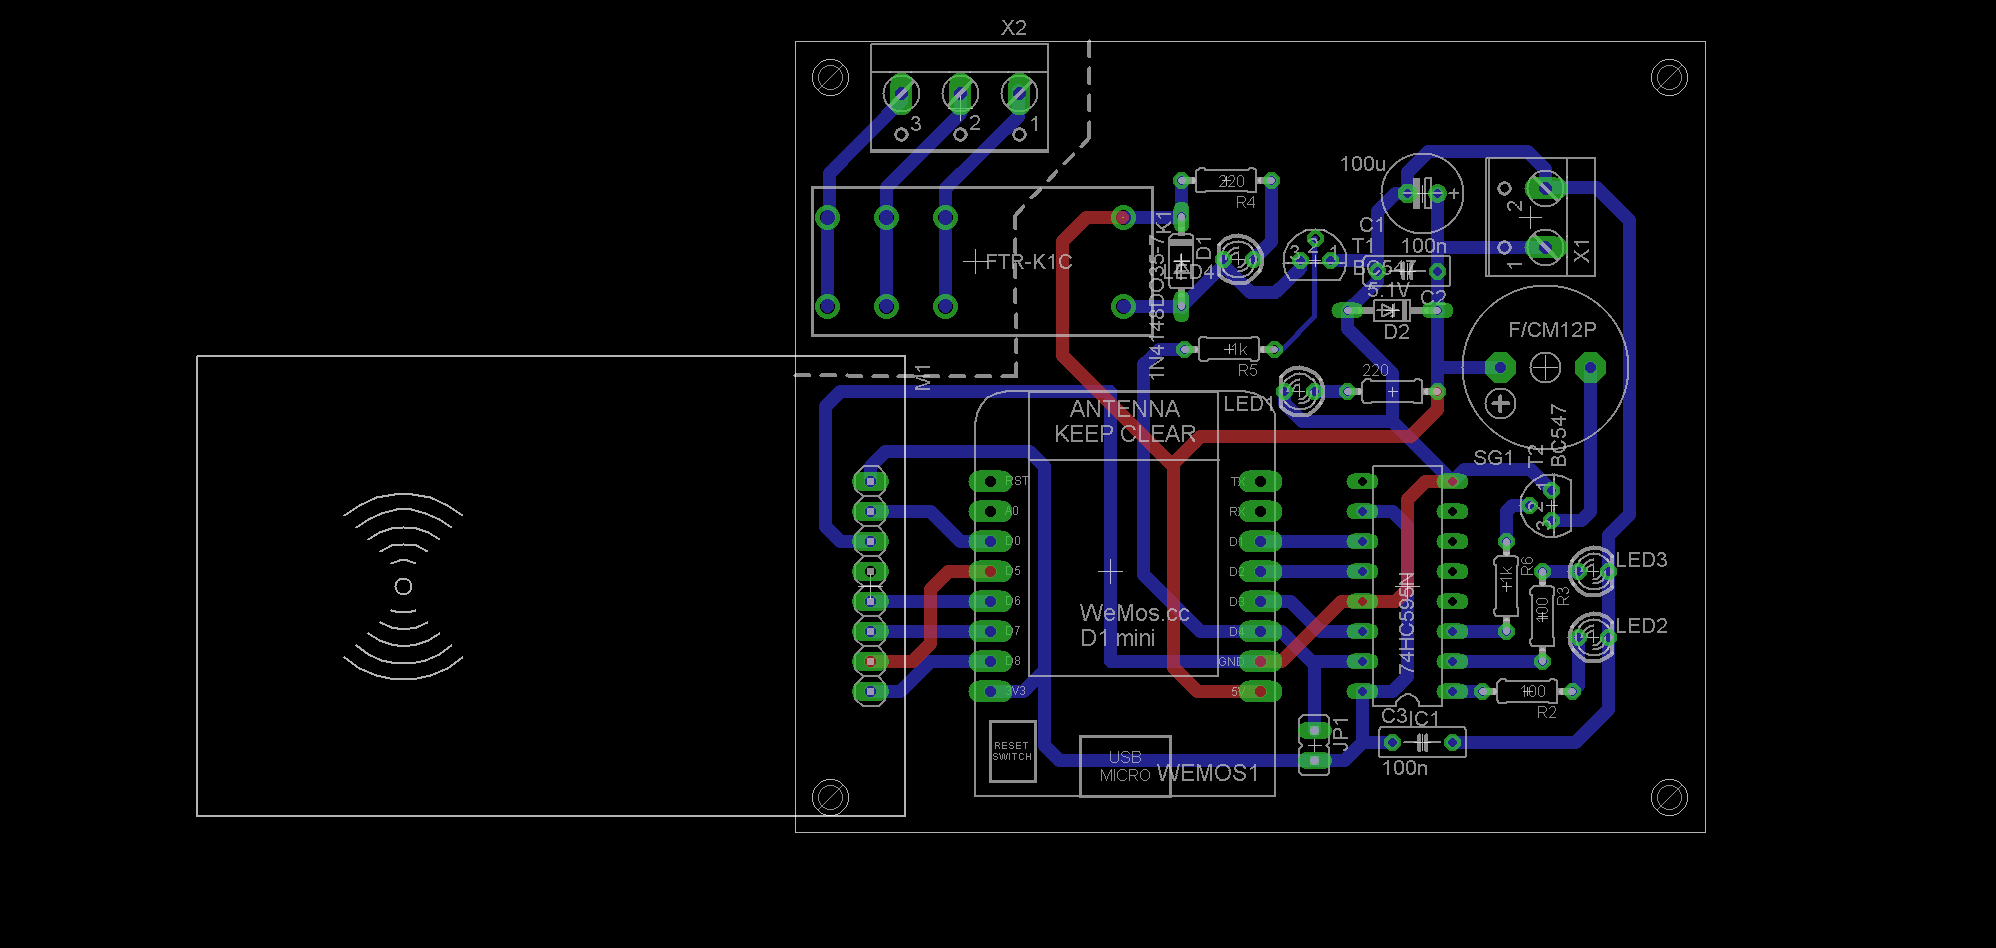 X2
3
2
1
220
R4
100u
+
C1
100n
2
1
X1
K1
1N4148DO35-7
D1
LED4
3
2
1
T1
BC547
5.1V
C2
D2
FTR-K1C
F/CM12P
1k
R5
220
LED1
M1
ANTENNA
KEEP CLEAR
SG1
T2
BC547
1
2
3
RST
A0
D0
D5
D6
D7
D8
3V3
TX
RX
D1
D2
D3
D4
GND
5V
WeMos.cc
D1 mini
74HC595N
1k
R6
100
R3
LED3
LED2
100
R2
C3
IC1
100n
JP1
RESET
SWITCH
USB
MICRO
WEMOS1